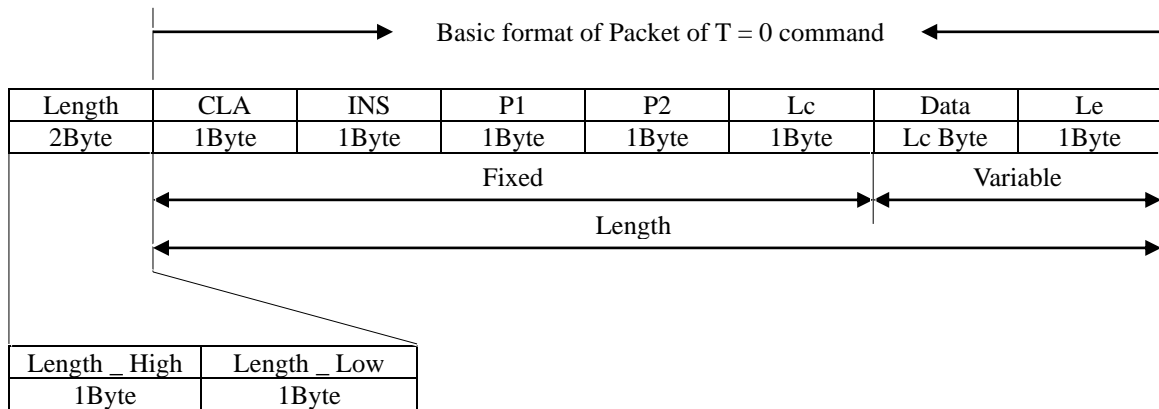 Basic format of Packet of T = 0 command
Length CLA INS P1 P2 Lc Data Le
2Byte 1Byte 1Byte 1Byte 1Byte 1Byte Lc Byte 1Byte
Fixed Variable
Length
Length _ High Length _ Low
1Byte 1Byte